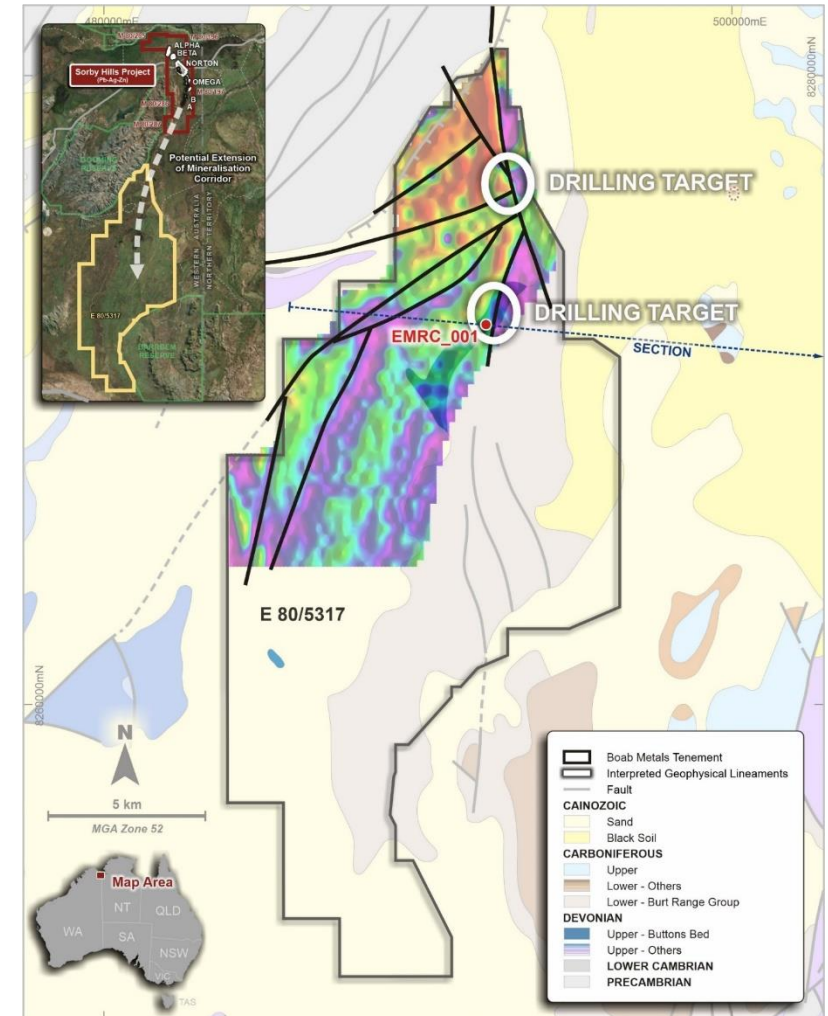 480000mE
500000mE
8280000mN
ALPHA
BETA
NORTON
OMEGA
B
A
Sorby Hills Project
(Pb-Ag-Zn)
Potential Extension
of Mineralisation
Corridor
WESTERN AUSTRALIA
NORTHERN TERRITORY
E 80/5317
RESERVE
DRILLING TARGET
DRILLING TARGET
EMRC_001
SECTION
E 80/5317
8260000mN
N
5 km
MGA Zone 52
Map Area
WA
NT
QLD
SA
NSW
VIC
TAS
Boab Metals Tenement
Interpreted Geophysical Lineaments
Fault
CAINOZOIC
Sand
Black Soil
CARBONIFEROUS
Upper
Lower - Others
Lower - Burt Range Group
DEVONIAN
Upper - Buttons Bed
Upper - Others
LOWER CAMBRIAN
PRECAMBRIAN